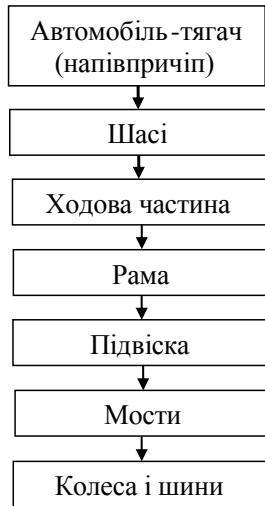 Автомобіль-тягач
(напівпричіп)
Шасі
Ходова частина
Рама
Підвіска
Мости
Колеса і шини